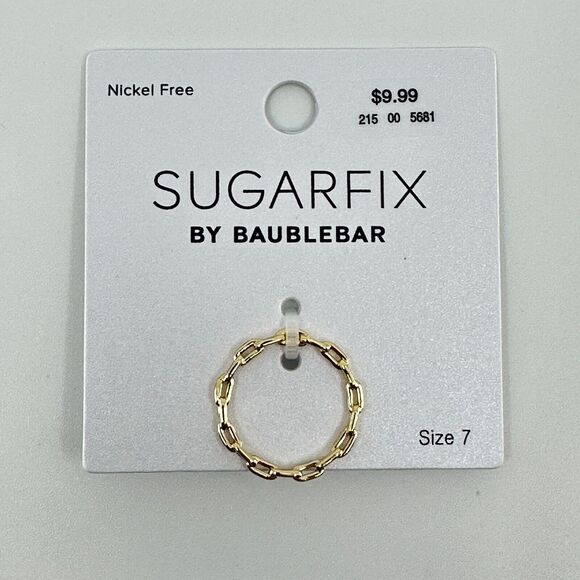 Nickel Free
$9.99
215 00 5681
SUGARFIX
BY BAUBLEBAR
Size 7